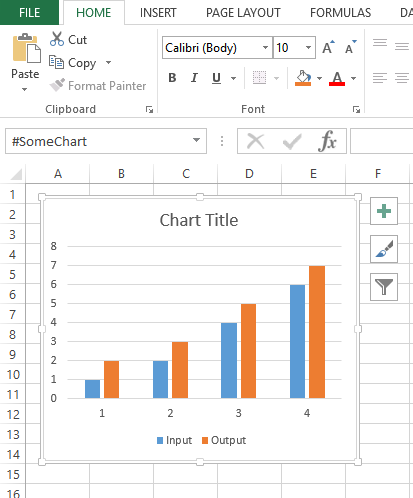 FILE HOME INSERT PAGE LAYOUT FORMULAS DA
Cut
Copy
Format Painter
Paste
Clipboard
Calibri (Body) 10 A A
B I U A
Font
#SomeChart fx
A B C D E F
1
2
3
4
5
6
7
8
9
10
11
12
13
14
15
16
Chart Title
8
7
6
5
4
3
2
1
0
1 2 3 4
Input Output